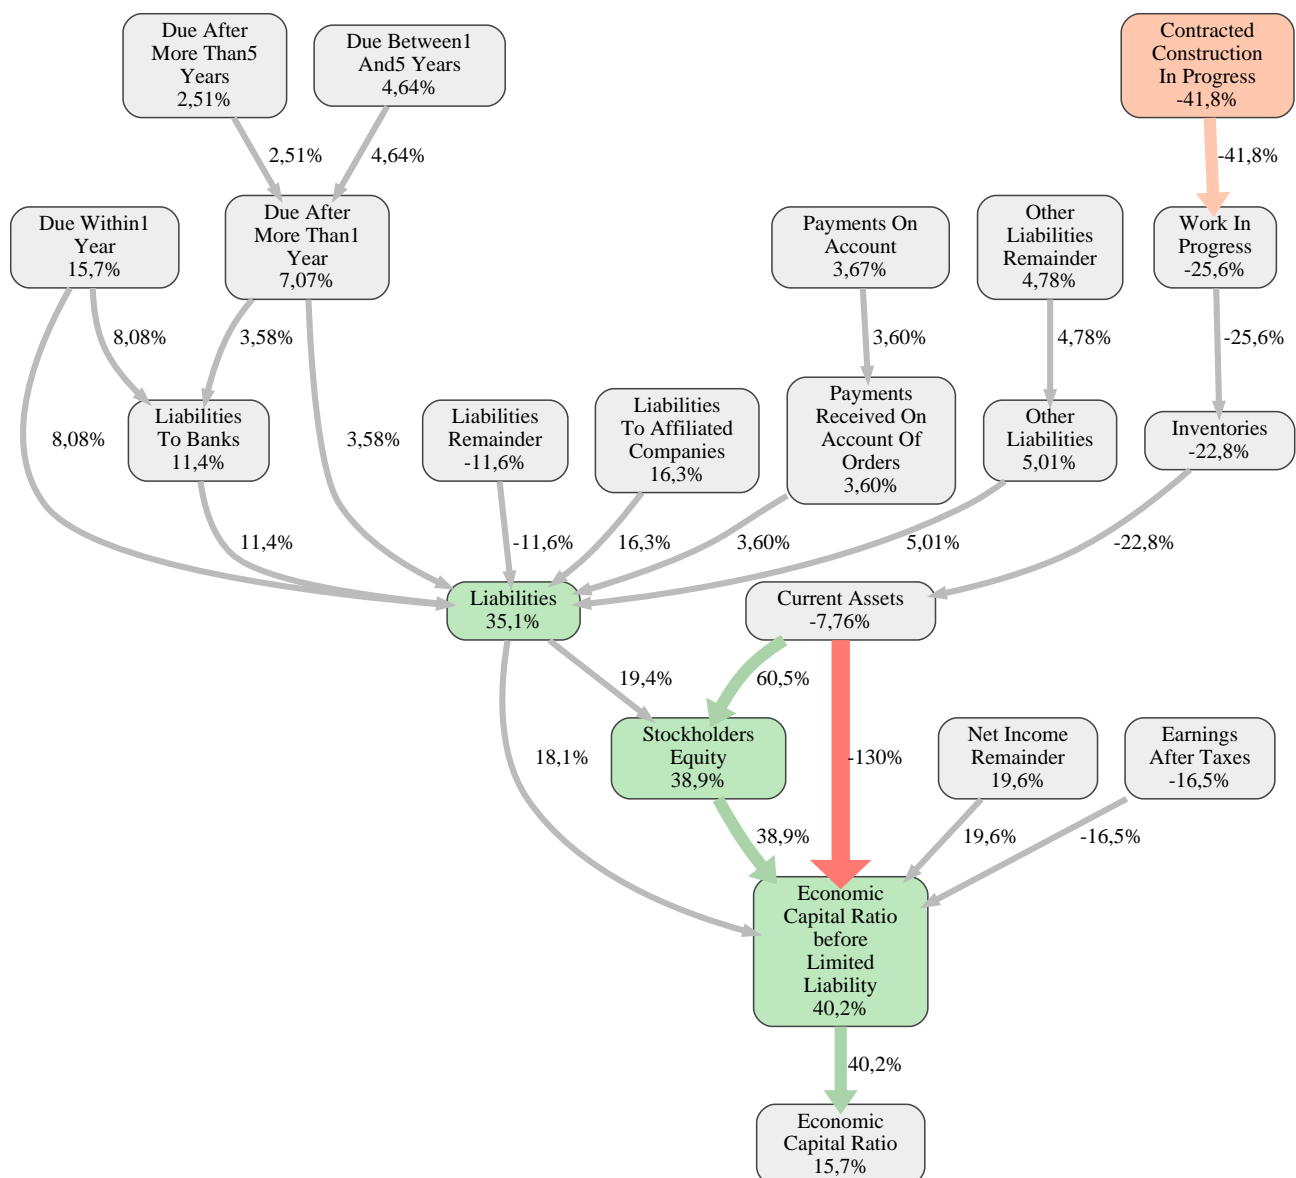 Due After
More Than5
Years
2,51%
Due Between1
And5 Years
4,64%
Contracted
Construction
In Progress
-41,8%
2,51%
4,64%
-41,8%
Due Within1
Year
15,7%
Due After
More Than1
Year
7,07%
Payments On
Account
3,67%
Other
Liabilities
Remainder
4,78%
Work In
Progress
-25,6%
8,08%
3,58%
3,60%
4,78%
-25,6%
8,08%
Liabilities
To Banks
11,4%
3,58%
Liabilities
Remainder
-11,6%
Liabilities
To Affiliated
Companies
16,3%
Payments
Received On
Account Of
Orders
3,60%
Other
Liabilities
5,01%
Inventories
-22,8%
11,4%
-11,6%
16,3%
3,60%
5,01%
-22,8%
Liabilities
35,1%
Current Assets
-7,76%
19,4%
60,5%
18,1%
Stockholders
Equity
38,9%
-130%
Net Income
Remainder
19,6%
Earnings
After Taxes
-16,5%
38,9%
19,6%
-16,5%
Economic
Capital Ratio
before
Limited
Liability
40,2%
40,2%
Economic
Capital Ratio
15,7%